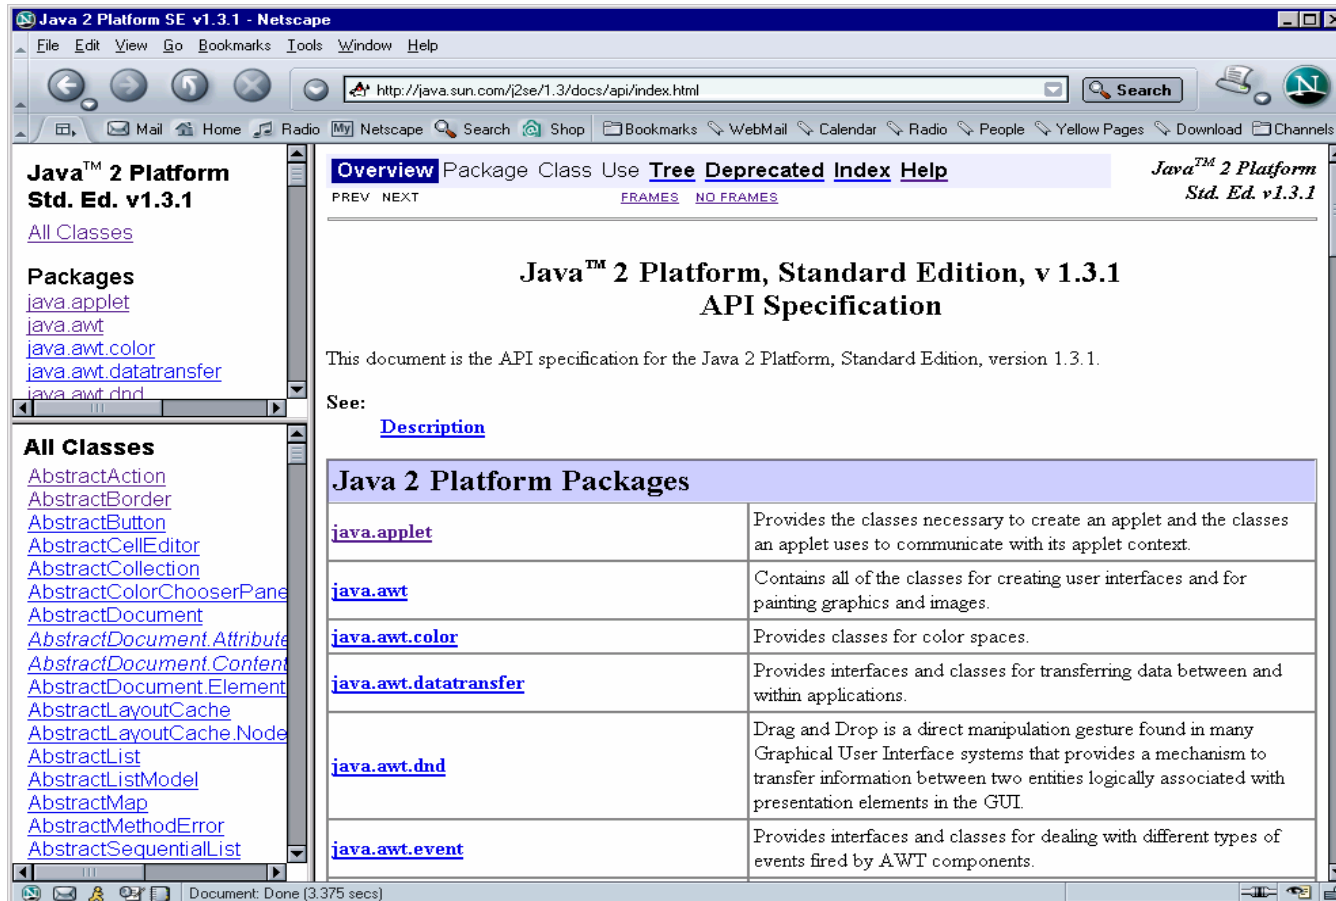 Java 2 Platform SE v1.3.1 - Netscape
File Edit View Go Bookmarks Tools Window Help
http://java.sun.com/j2se/1.3/docs/api/index.html
Search
N
Mail Home Radio My Netscape Search Shop Bookmarks WebMail Calendar Radio People Yellow Pages Download Channels
Java™ 2 Platform
Std. Ed. v1.3.1
All Classes
Packages
java.applet
java.awt
java.awt.color
java.awt.datatransfer
java.awt.dnd
All Classes
AbstractAction
AbstractBorder
AbstractButton
AbstractCellEditor
AbstractCollection
AbstractColorChooserPane
AbstractDocument
AbstractDocument.Attribute
AbstractDocument.Content
AbstractDocument.Element
AbstractLayoutCache
AbstractLayoutCache.Node
AbstractList
AbstractListModel
AbstractMap
AbstractMethodError
AbstractSequentialList
Overview Package Class Use Tree Deprecated Index Help
PREV NEXT FRAMES NO FRAMES
Java™ 2 Platform
Std. Ed. v1.3.1
Java™ 2 Platform, Standard Edition, v 1.3.1
API Specification
This document is the API specification for the Java 2 Platform, Standard Edition, version 1.3.1.
See:
Description
Java 2 Platform Packages
java.applet
Provides the classes necessary to create an applet and the classes
an applet uses to communicate with its applet context.
java.awt
Contains all of the classes for creating user interfaces and for
painting graphics and images.
java.awt.color
Provides classes for color spaces.
java.awt.datatransfer
Provides interfaces and classes for transferring data between and
within applications.
java.awt.dnd
Drag and Drop is a direct manipulation gesture found in many
Graphical User Interface systems that provides a mechanism to
transfer information between two entities logically associated with
presentation elements in the GUI.
java.awt.event
Provides interfaces and classes for dealing with different types of
events fired by AWT components.
Document: Done (3.375 secs)